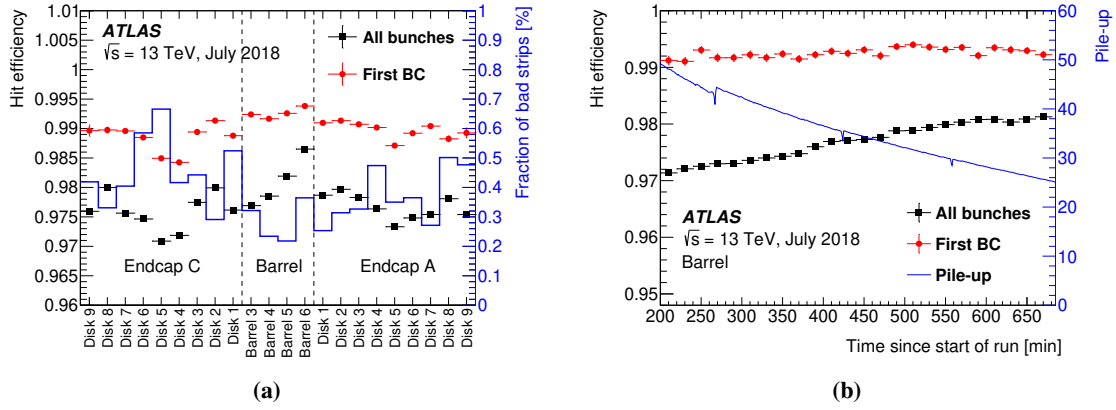 ATLAS
√s = 13 TeV, July 2018
All bunches
First BC
Hit efficiency
1.01
1.005
1
0.995
0.99
0.985
0.98
0.975
0.97
0.965
0.96
Fraction of bad strips [%]
1
0.9
0.8
0.7
0.6
0.5
0.4
0.3
0.2
0.1
0
Endcap C
Barrel
Endcap A
Disk 9
Disk 8
Disk 7
Disk 6
Disk 5
Disk 4
Disk 3
Disk 2
Disk 1
Barrel 3
Barrel 4
Barrel 5
Barrel 6
Disk 1
Disk 2
Disk 3
Disk 4
Disk 5
Disk 6
Disk 7
Disk 8
Disk 9
(a)
Hit efficiency
1
0.99
0.98
0.97
0.96
0.95
Pile-up
60
50
40
30
20
10
0
ATLAS
√s = 13 TeV, July 2018
Barrel
All bunches
First BC
Pile-up
200 250 300 350 400 450 500 550 600 650
Time since start of run [min]
(b)